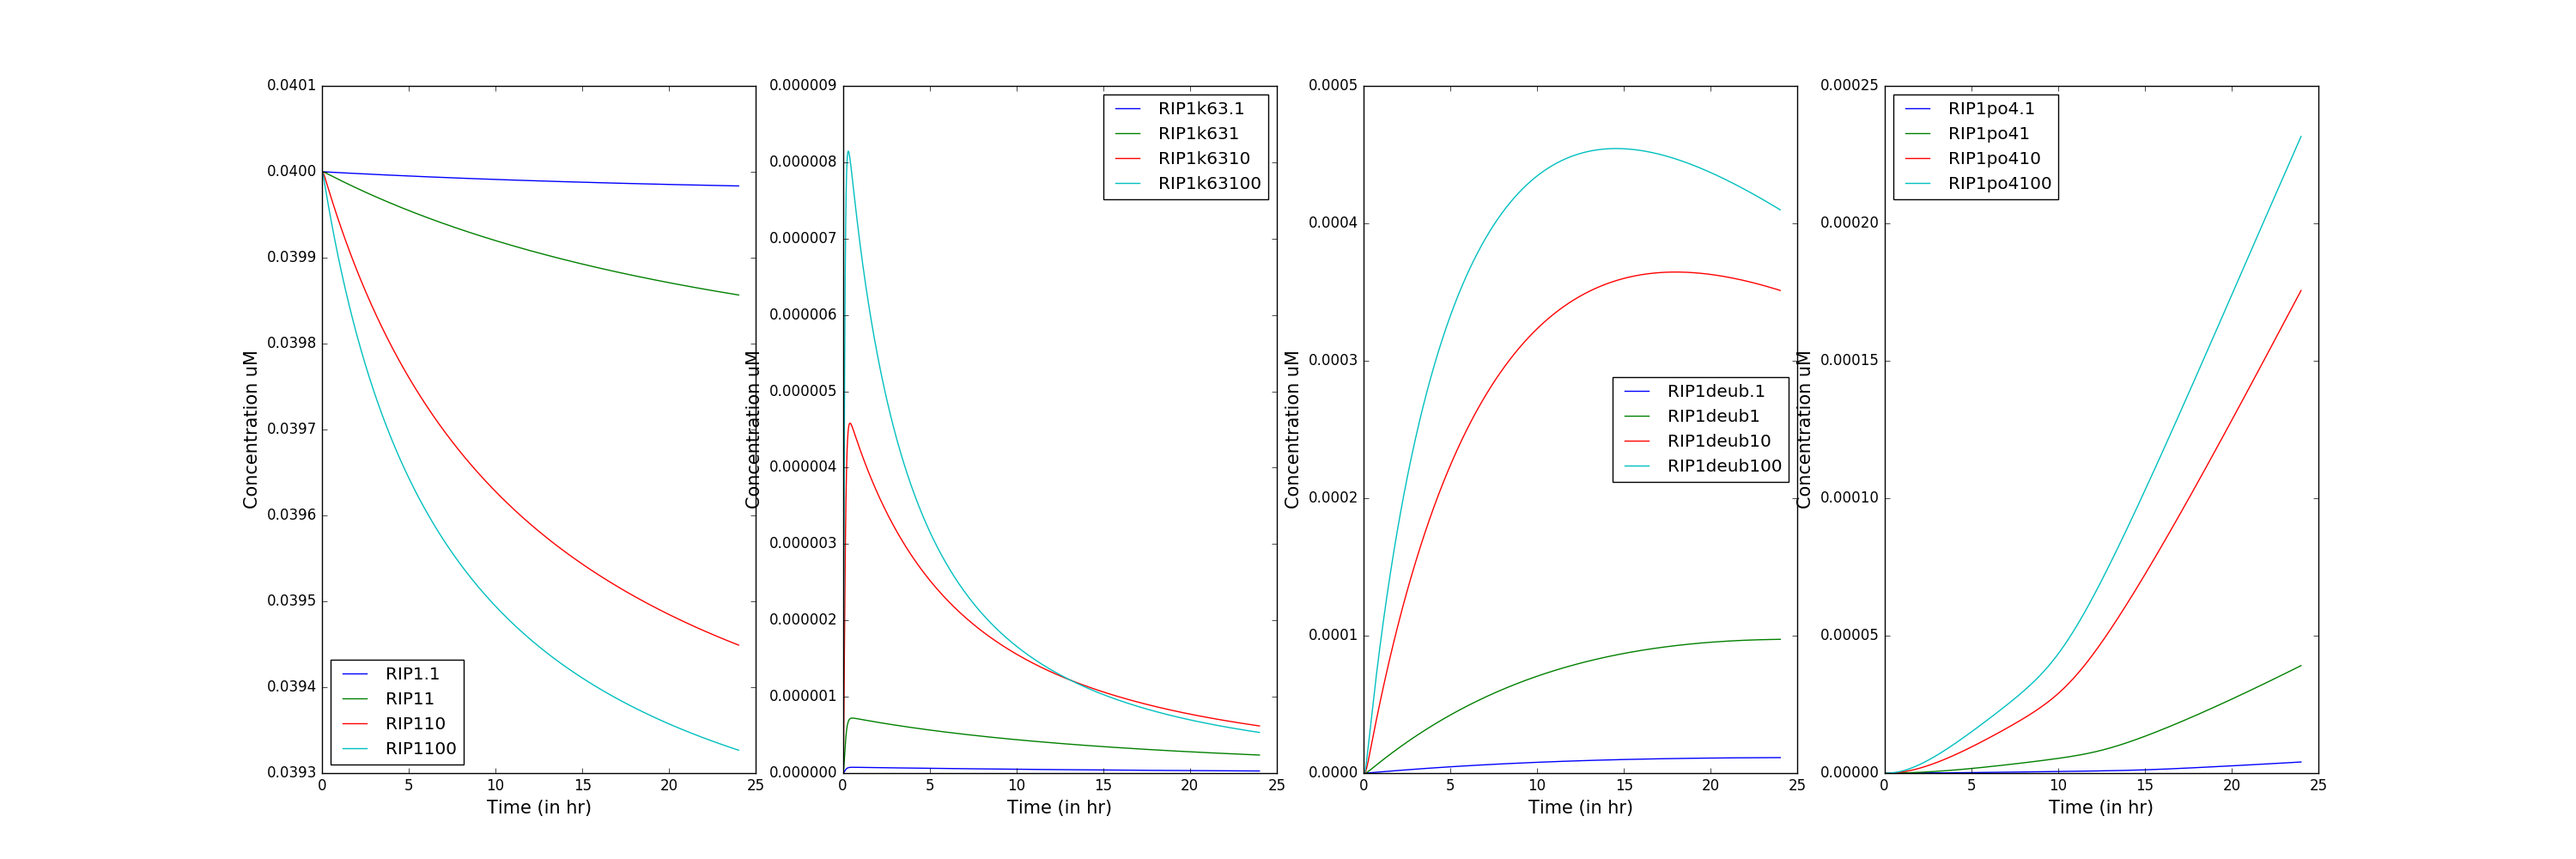 0.0401
0.0400
0.0399
0.0398
0.0397
0.0396
0.0395
0.0394
0.0393
Concentration uM
RIP1.1
RIP11
RIP110
RIP1100
0 5 10 15 20 25
Time (in hr)
0.000009
0.000008
0.000007
0.000006
0.000005
0.000004
0.000003
0.000002
0.000001
0.000000
Concentration uM
RIP1k63.1
RIP1k631
RIP1k6310
RIP1k63100
0 5 10 15 20 25
Time (in hr)
0.0005
0.0004
0.0003
0.0002
0.0001
0.0000
Concentration uM
RIP1deub.1
RIP1deub1
RIP1deub10
RIP1deub100
0 5 10 15 20 25
Time (in hr)
0.00025
0.00020
0.00015
0.00010
0.00005
0.00000
Concentration uM
RIP1po4.1
RIP1po41
RIP1po410
RIP1po4100
0 5 10 15 20 25
Time (in hr)